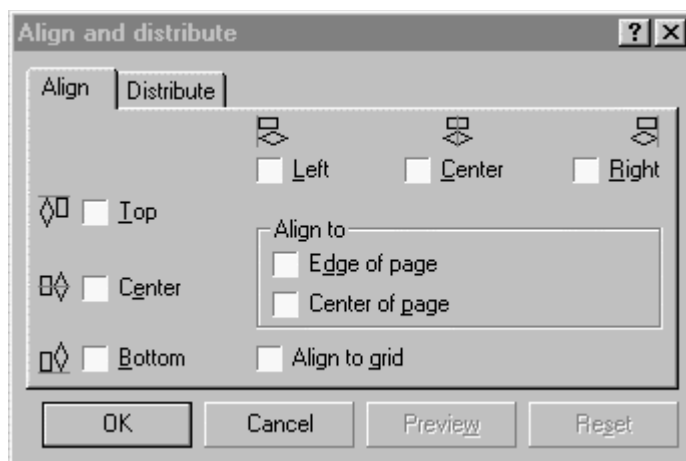 Align and distribute
Align Distribute
Left Center Right
Top
Align to
Edge of page
Center
Center of page
Bottom Align to grid
OK Cancel Preview Reset